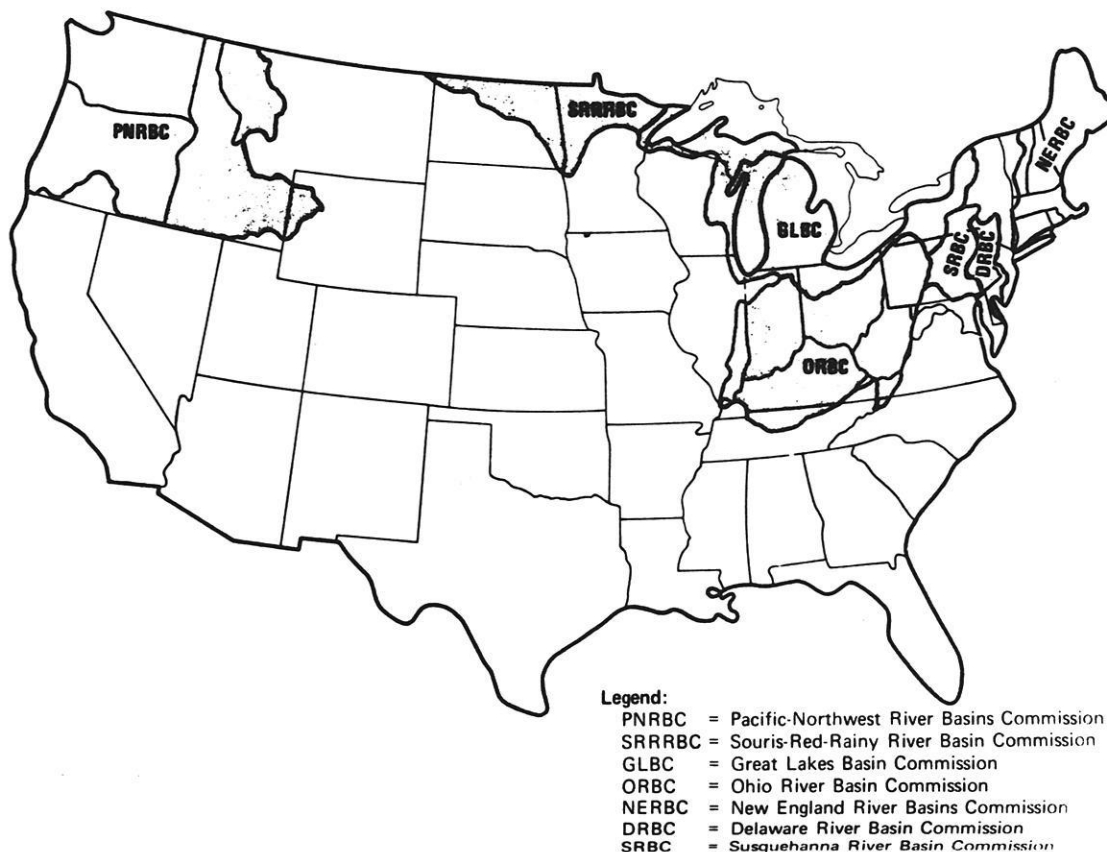 PNRBC
SRRRBC
NERBC
GLBC
SRBC
DRBC
ORBC
Legend:
PNRBC = Pacific-Northwest River Basins Commission
SRRRBC = Souris-Red-Rainy River Basin Commission
GLBC = Great Lakes Basin Commission
ORBC = Ohio River Basin Commission
NERBC = New England River Basins Commission
DRBC = Delaware River Basin Commission
SRBC = Susquehanna River Basin Commission